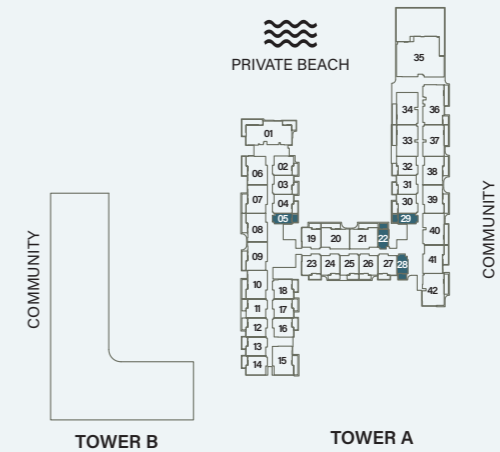 PRIVATE BEACH
35
01
34 36
33 37
06 02
32 38
03
31
07 04 30 39
05 29
08 19 20 21 22 40
09 23 24 25 26 27 28 41
10 18 42
11 17
12 16
13
14 15
COMMUNITY
COMMUNITY
TOWER B
TOWER A